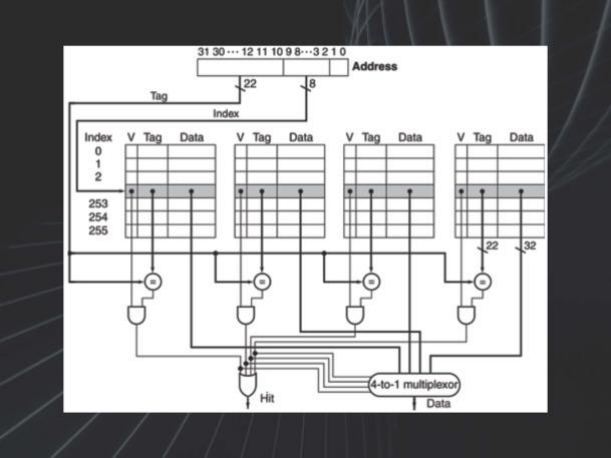 31 30 ··· 12 11 10 9 8···3 2 1 0
Address
22
8
Tag
Index
Index V Tag Data V Tag Data V Tag Data V Tag Data
0
1
2
253
254
255
22
32
= = = =
4-to-1 multiplexor
Hit
Data